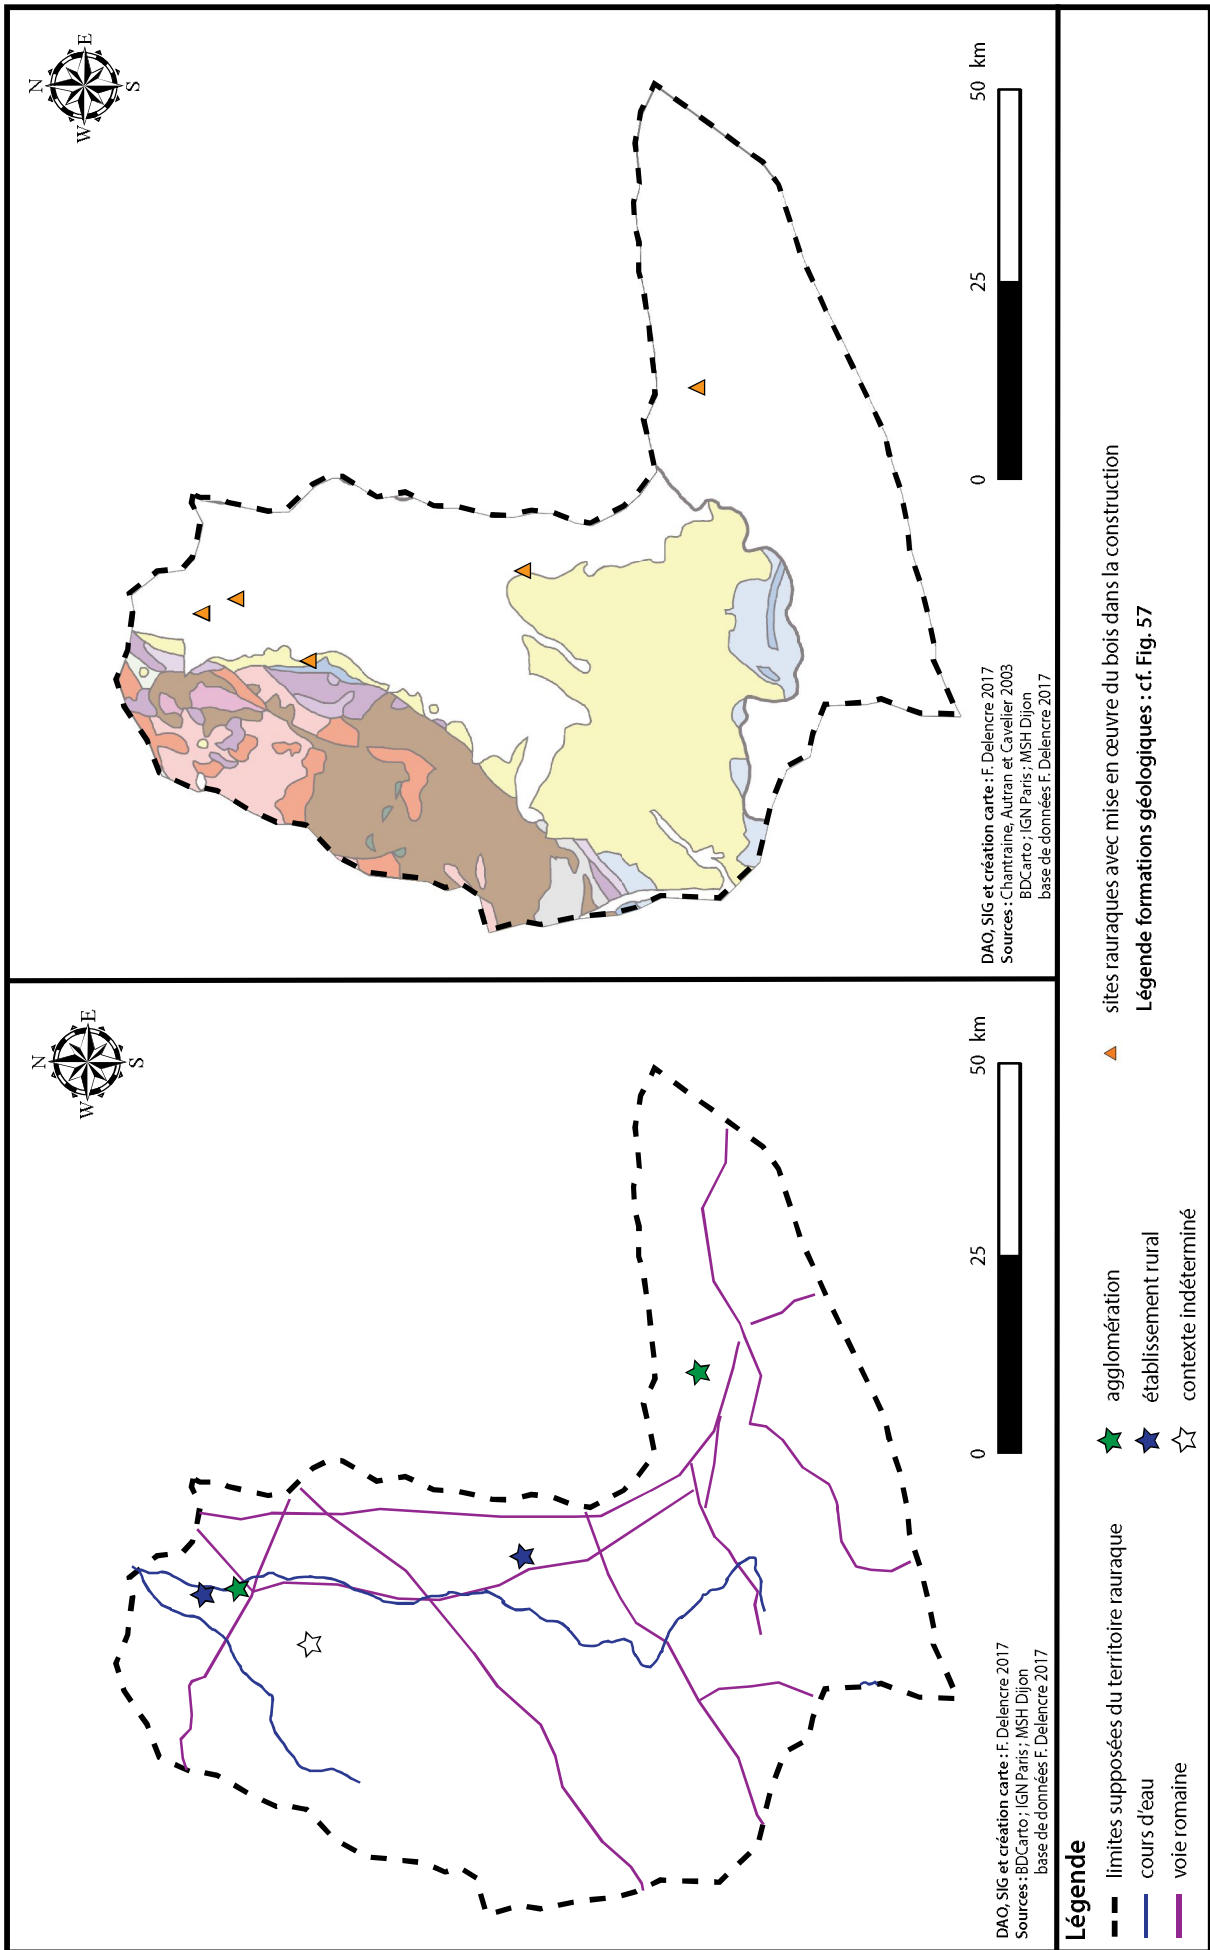 N
W
E
S
0
25
50 km
DAO, SIG et création carte : F. Delencre 2017
Sources : BDCarto ; IGN Paris ; MSH Dijon
base de données F. Delencre 2017
N
W
E
S
0
25
50 km
DAO, SIG et création carte : F. Delencre 2017
Sources : Chantraine, Autran et Cavelier 2003
BDCarto ; IGN Paris ; MSH Dijon
base de données F. Delencre 2017
Légende
limites supposées du territoire rauraque
cours d'eau
voie romaine
agglomération
établissement rural
contexte indéterminé
sites rauraques avec mise en œuvre du bois dans la construction
Légende formations géologiques : cf. Fig. 57